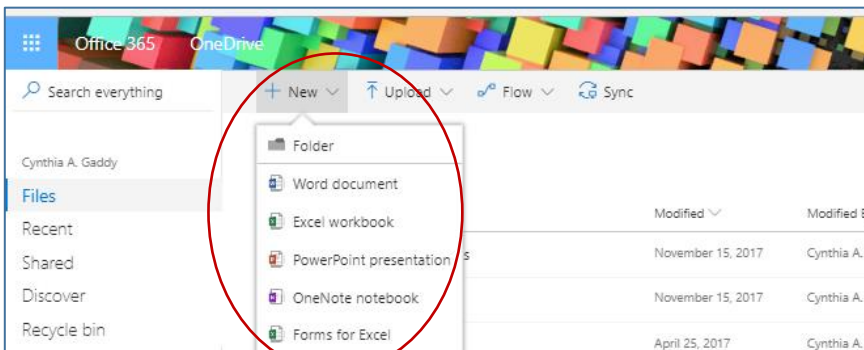 Office 365 OneDrive
Search everything
+ New Upload Flow Sync
Folder
Cynthia A. Gaddy
Word document
Files
Excel workbook
Modified Modified
Recent
PowerPoint presentation
November 15, 2017 Cynthia A.
Shared
OneNote notebook
November 15, 2017 Cynthia A.
Discover
Forms for Excel
Recycle bin
April 25, 2017 Cynthia A.